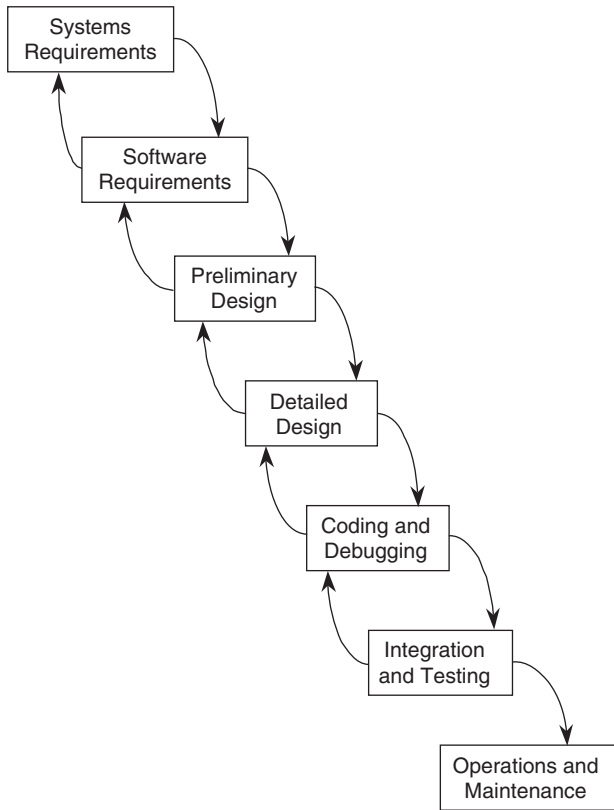 Systems
Requirements
Software
Requirements
Preliminary
Design
Detailed
Design
Coding and
Debugging
Integration
and Testing
Operations and
Maintenance